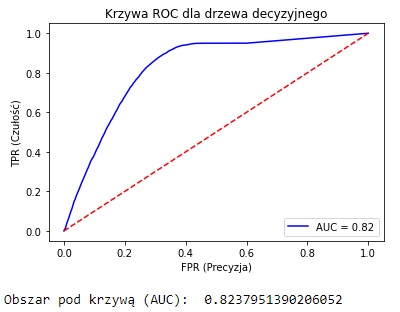 Krzywa ROC dla drzewa decyzyjnego
1.0
0.8
0.6
0.4
0.2
0.0
TPR (Czułość)
AUC = 0.82
0.0 0.2 0.4 0.6 0.8 1.0
FPR (Precyzja)
Obszar pod krzywą (AUC): 0.8237951390206052